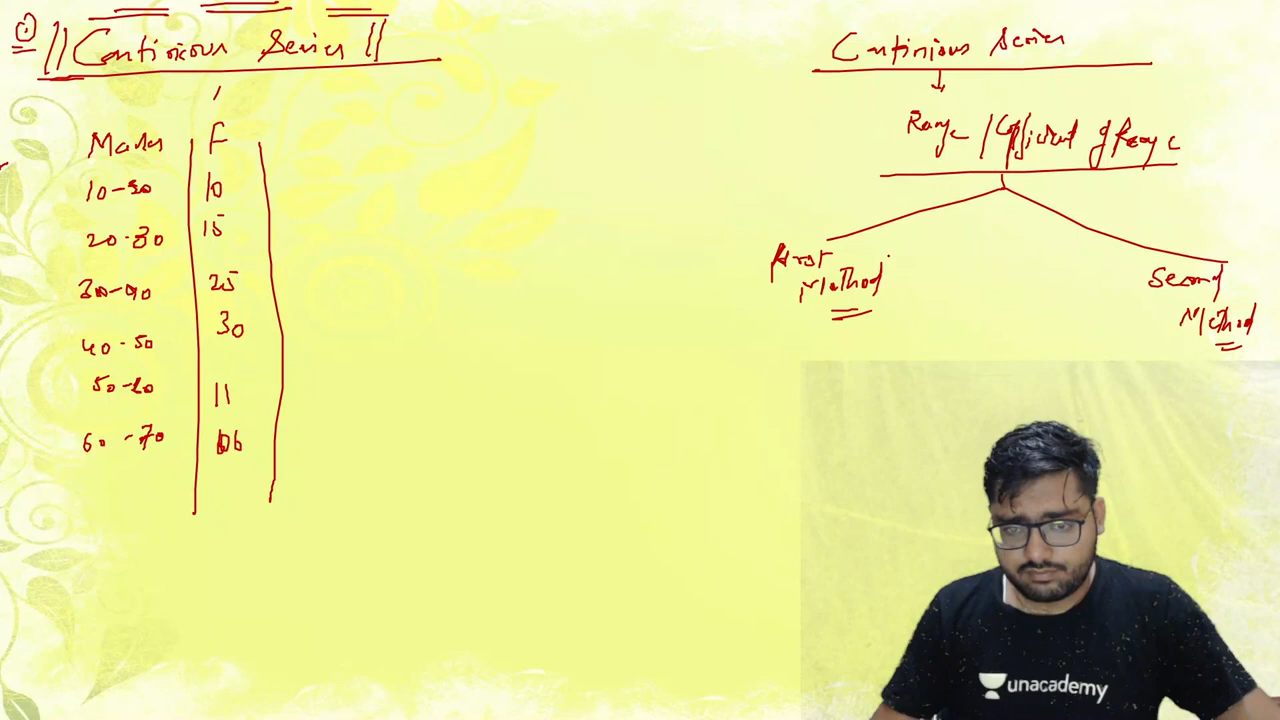 ① || Continious Series ||
Marks F
10-20 10
20-30 15
30-40 25
40-50 30
50-60 11
60-70 06
Continious Series
Range / Cofficient of Range
first
Method
Second
Method
unacademy